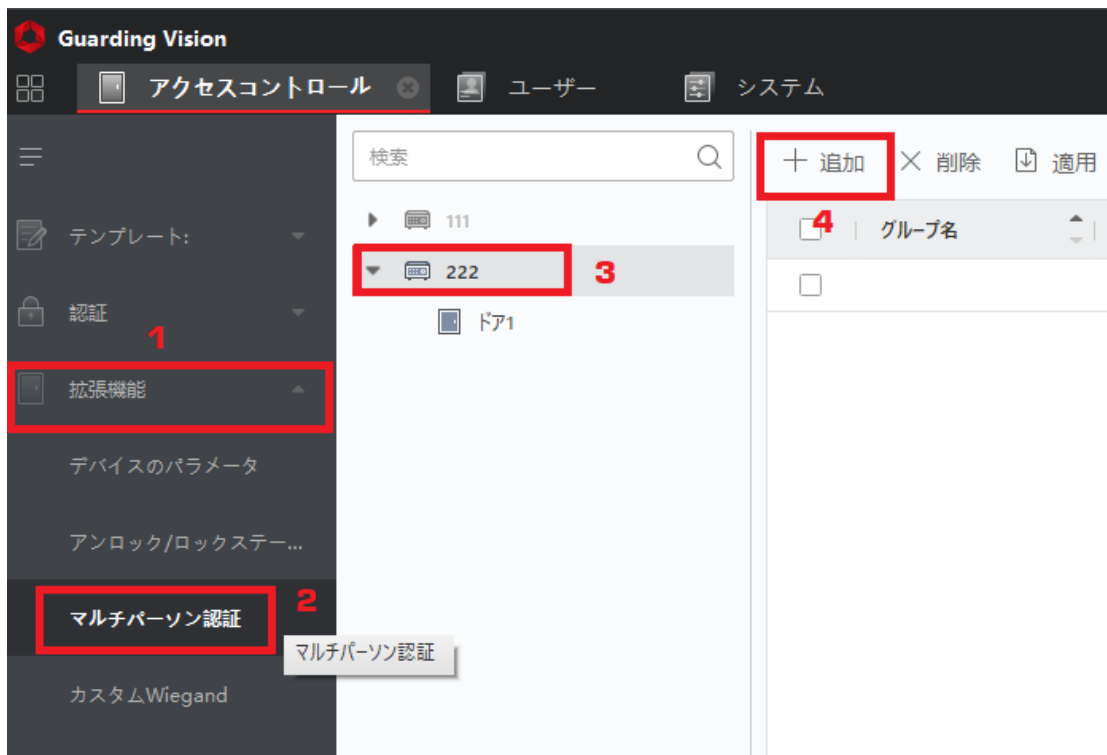 Guarding Vision
アクセスコントロール
ユーザー
システム
テンプレート:
認証
1
拡張機能
デバイスのパラメータ
アンロック/ロックステー...
マルチパーソン認証
2
マルチパーソン認証
カスタムWiegand
検索
111
222
3
ドア1
追加 削除 適用
4
グループ名